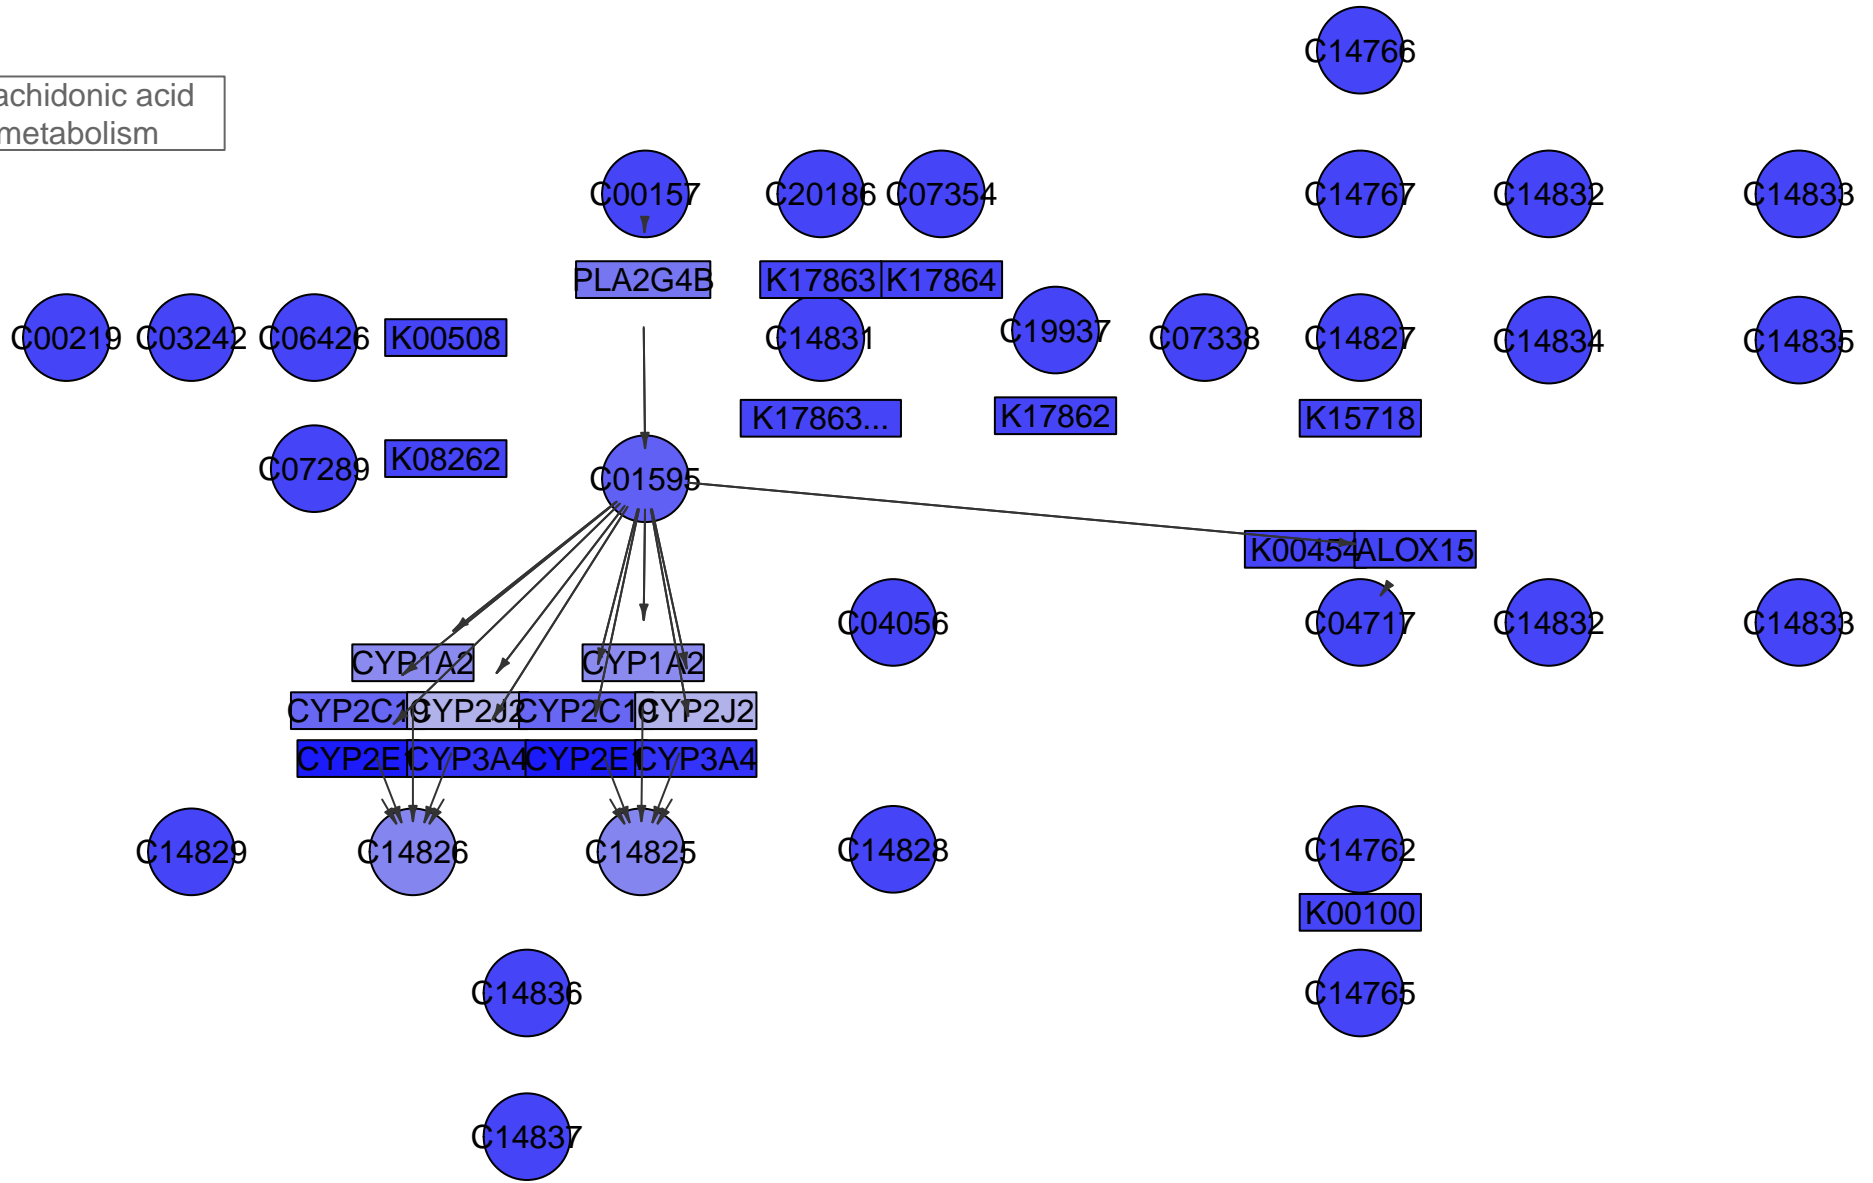 C14766
achidonic acid
metabolism
C00157
C20186
C07354
C14767
C14832
C14833
PLA2G4B
K17863
K17864
C00219
C03242
C06426
K00508
C14831
C19937
C07338
C14827
C14834
C14835
K17863...
K17862
K15718
C07289
K08262
C01595
K00454
ALOX15
C04056
C04717
C14832
C14833
CYP1A2
CYP1A2
CYP2C19
CYP2J2
CYP2C19
CYP2J2
CYP2E1
CYP3A4
CYP2E1
CYP3A4
C14829
C14826
C14825
C14828
C14762
K00100
C14836
C14765
C14837